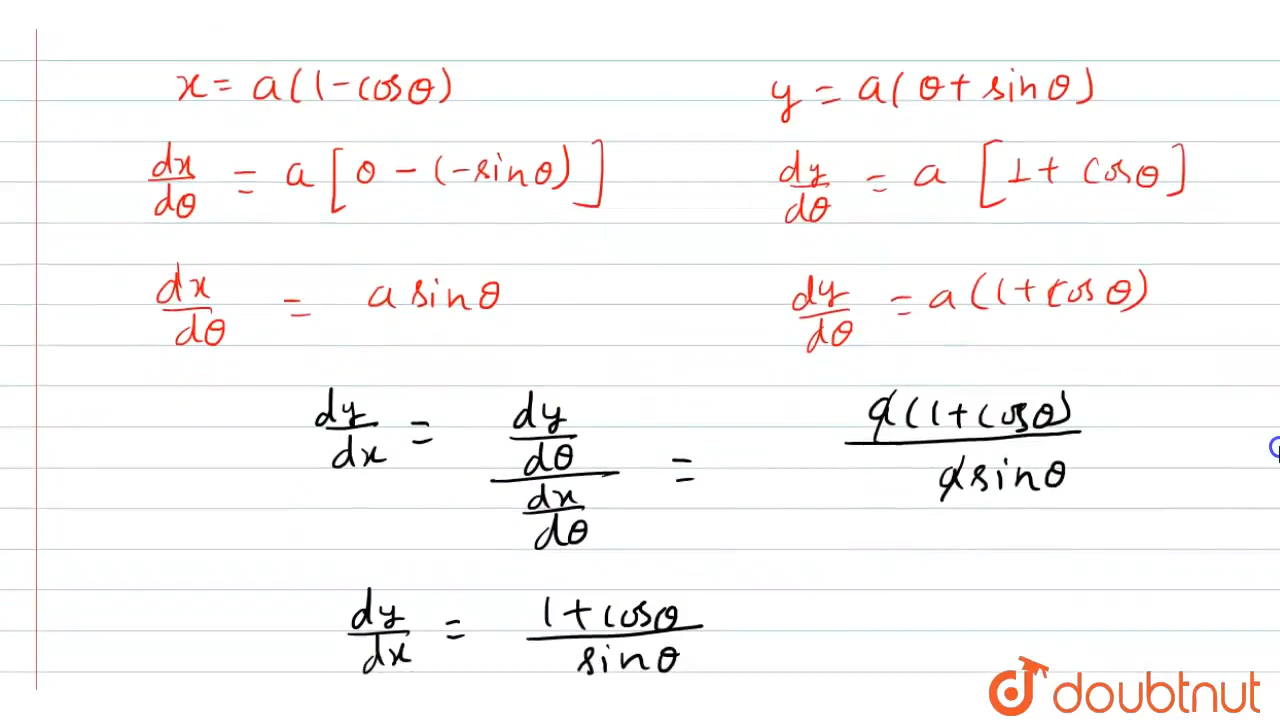 x = a(1-cosθ) y = a(θ+ sinθ)
dx/dθ = a[θ - (-sinθ)] dy/dθ = a [1+ cosθ]
dx/dθ = a sinθ dy/dθ = a(1+cosθ)
dy/dx = dy/dθ / dx/dθ = a(1+cosθ) / a sinθ
dy/dx = 1+cosθ / sinθ
doubtnut